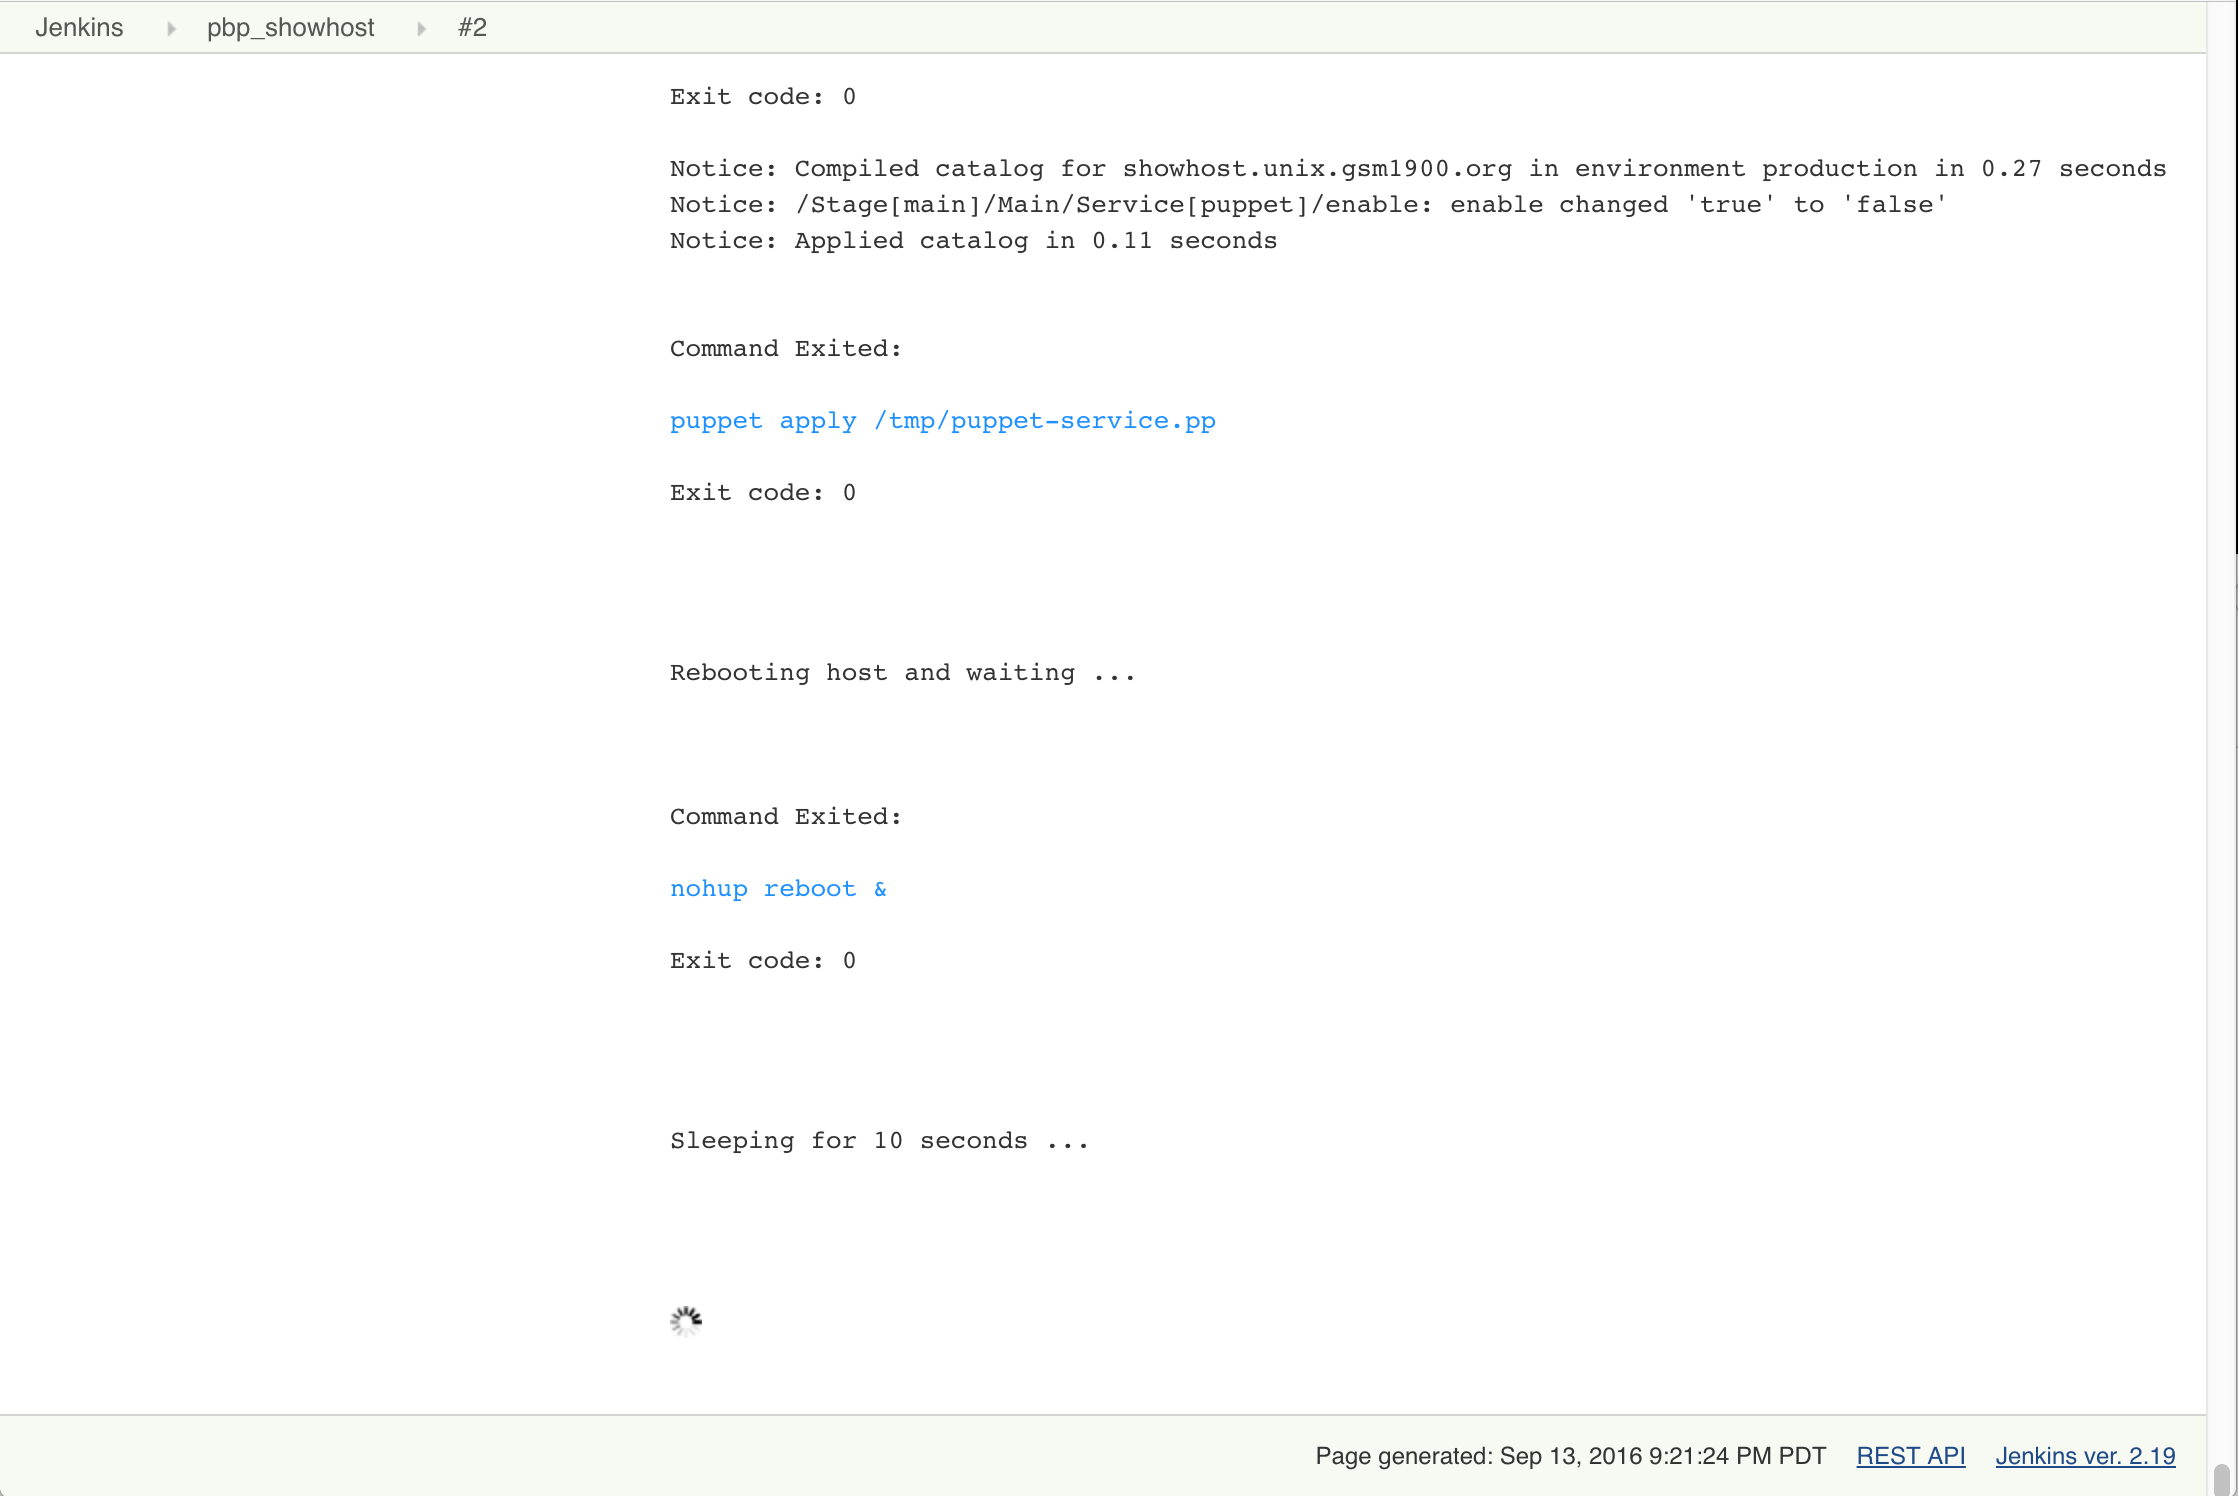 Jenkins pbp_showhost #2
Exit code: 0
Notice: Compiled catalog for showhost.unix.gsm1900.org in environment production in 0.27 seconds
Notice: /Stage[main]/Main/Service[puppet]/enable: enable changed 'true' to 'false'
Notice: Applied catalog in 0.11 seconds
Command Exited:
puppet apply /tmp/puppet-service.pp
Exit code: 0
Rebooting host and waiting ...
Command Exited:
nohup reboot &
Exit code: 0
Sleeping for 10 seconds ...
Page generated: Sep 13, 2016 9:21:24 PM PDT REST API Jenkins ver. 2.19